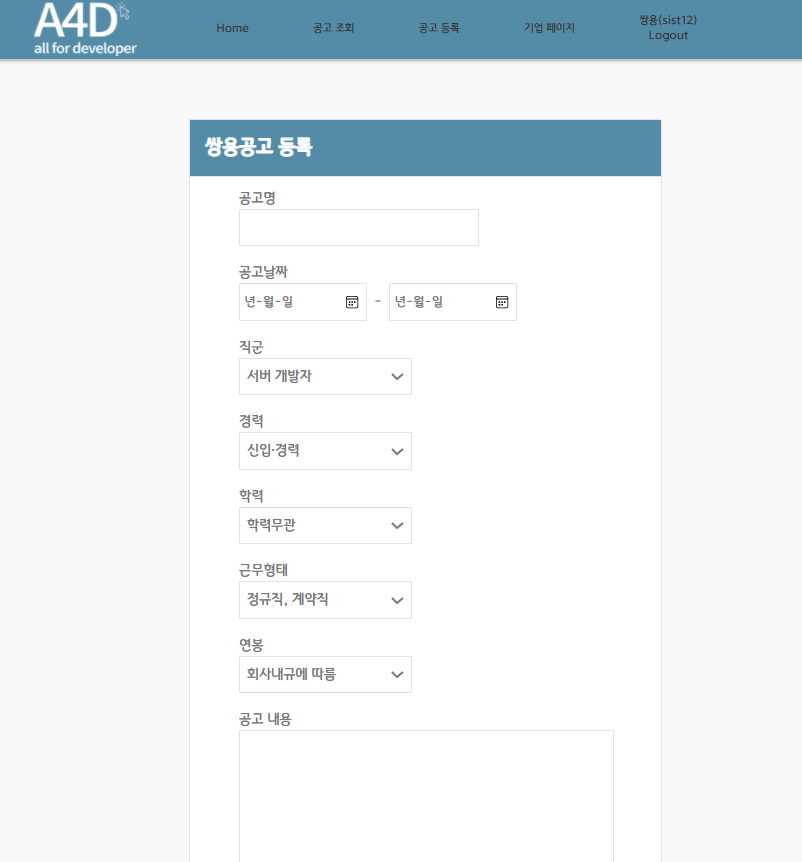 A4D
all for developer
Home
공고 조회
공고 등록
기업 페이지
쌍용(sist12)
Logout
쌍용공고 등록
공고명
공고날짜
년-월-일 - 년-월-일
직군
서버 개발자
경력
신입·경력
학력
학력무관
근무형태
정규직, 계약직
연봉
회사내규에 따름
공고 내용